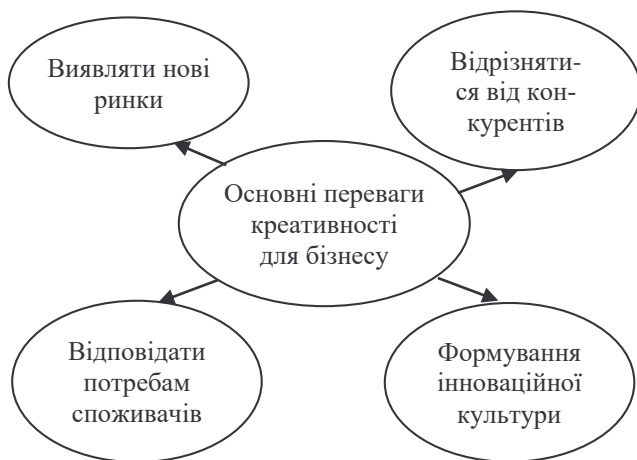 Виявляти нові
ринки
Відрізняти-
ся від кон-
курентів
Основні переваги
креативності
для бізнесу
Відповідати
потребам
споживачів
Формування
інноваційної
культури